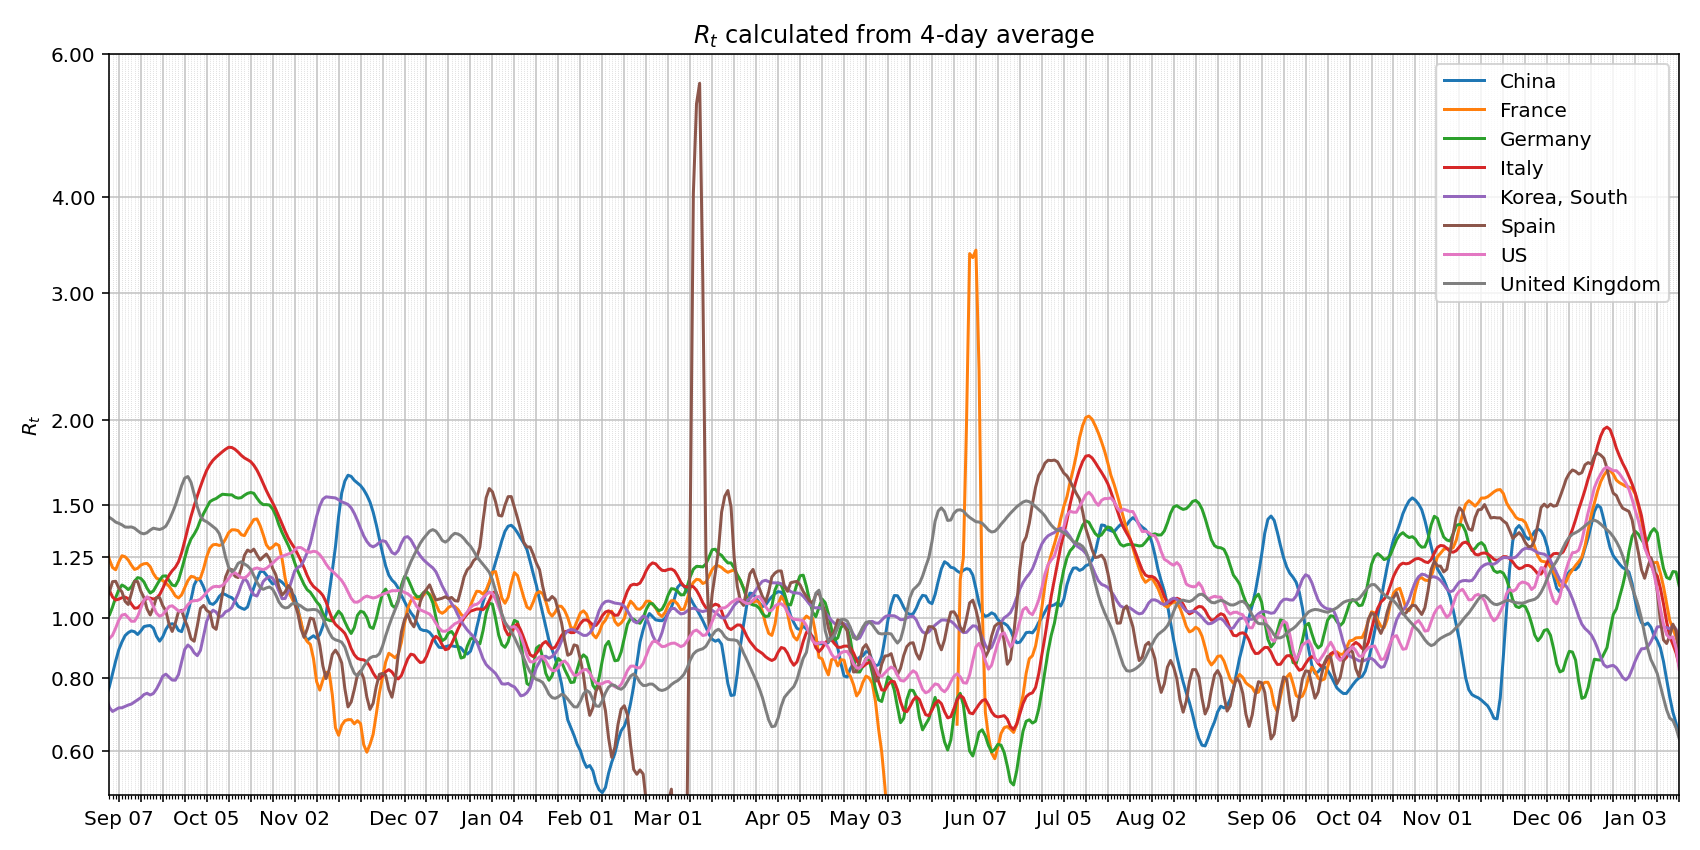 R_t calculated from 4-day average
6.00
4.00
3.00
2.00
1.50
1.25
1.00
0.80
0.60
R_t
China
France
Germany
Italy
Korea, South
Spain
US
United Kingdom
Sep 07 Oct 05 Nov 02 Dec 07 Jan 04 Feb 01 Mar 01 Apr 05 May 03 Jun 07 Jul 05 Aug 02 Sep 06 Oct 04 Nov 01 Dec 06 Jan 03